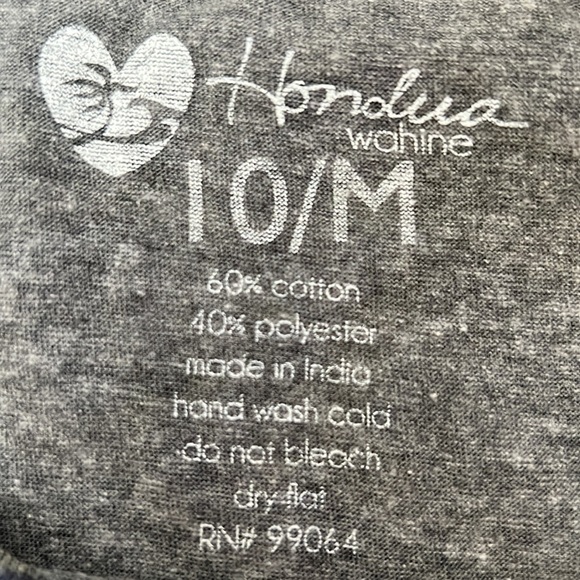 Hondua
wahine
10/M
60% cotton
40% polyester
made in India
hand wash cold
do not bleach
dry flat
RN# 99064